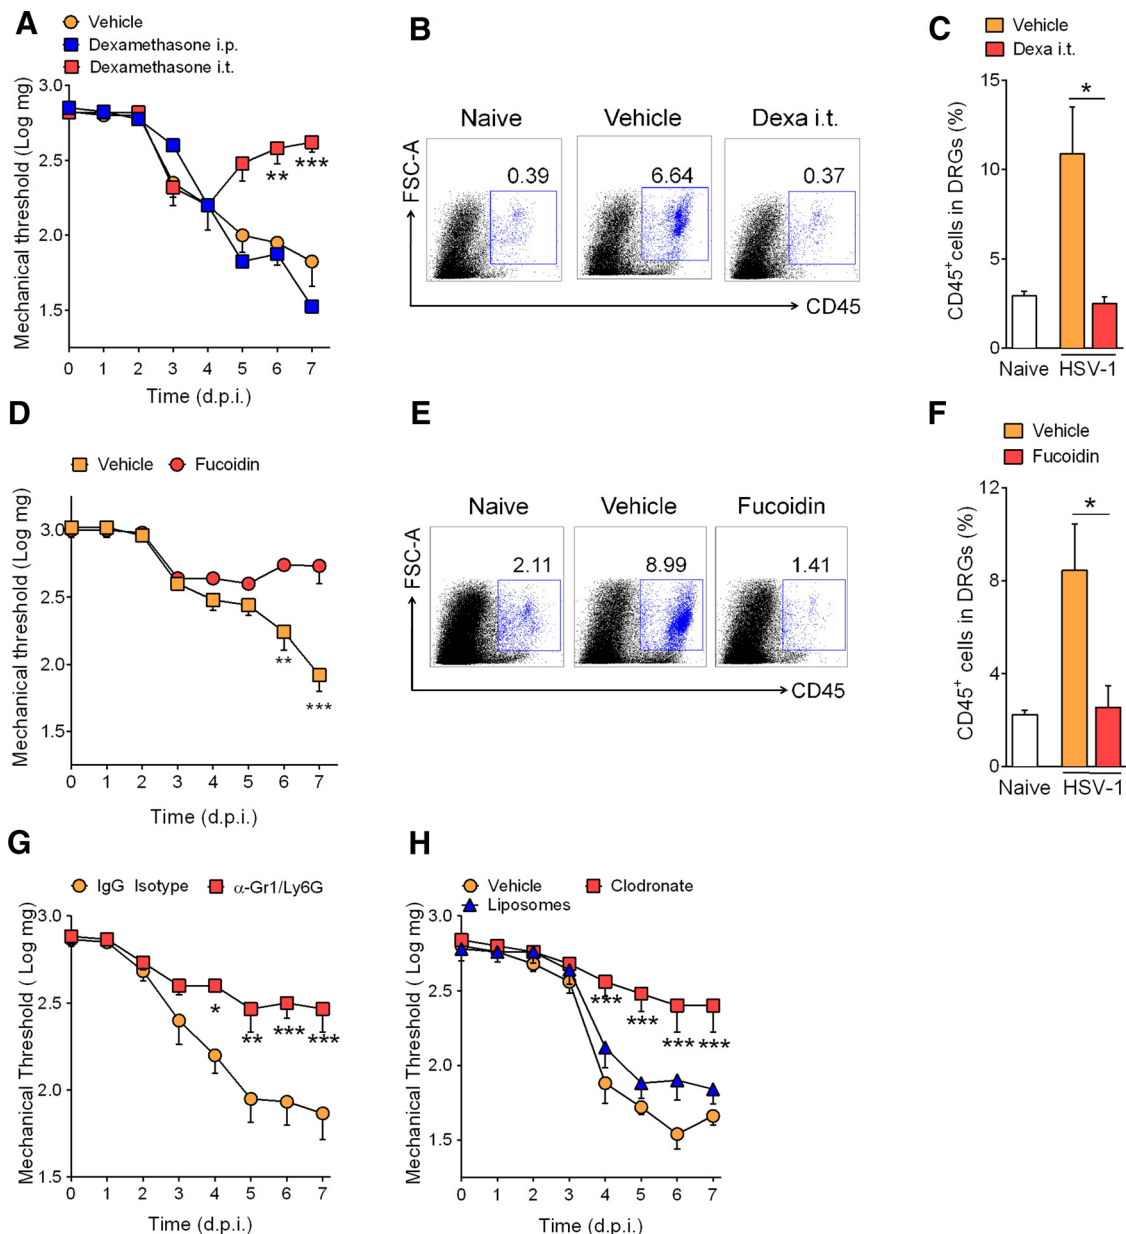 A
Vehicle
Dexamethasone i.p.
Dexamethasone i.t.
Mechanical threshold (Log mg)
3.0
2.5
2.0
1.5
** ***
0 1 2 3 4 5 6 7
Time (d.p.i.)
B
Naive Vehicle Dexa i.t.
FSC-A
0.39 6.64 0.37
CD45
C
Vehicle
Dexa i.t.
CD45+ cells in DRGs (%)
15
10
5
0
*
Naive HSV-1
D
Vehicle Fucoidin
Mechanical threshold (Log mg)
3.0
2.5
2.0
1.5
**
***
0 1 2 3 4 5 6 7
Time (d.p.i.)
E
Naive Vehicle Fucoidin
FSC-A
2.11 8.99 1.41
CD45
F
Vehicle
Fucoidin
CD45+ cells in DRGs (%)
12
8
4
0
*
Naive HSV-1
G
IgG Isotype α-Gr1/Ly6G
Mechanical Threshold ( Log mg)
3.0
2.5
2.0
1.5
* ** *** ***
0 1 2 3 4 5 6 7
Time (d.p.i.)
H
Vehicle Clodronate
Liposomes
Mechanical Threshold ( Log mg)
3.0
2.5
2.0
1.5
*** *** *** ***
0 1 2 3 4 5 6 7
Time (d.p.i.)